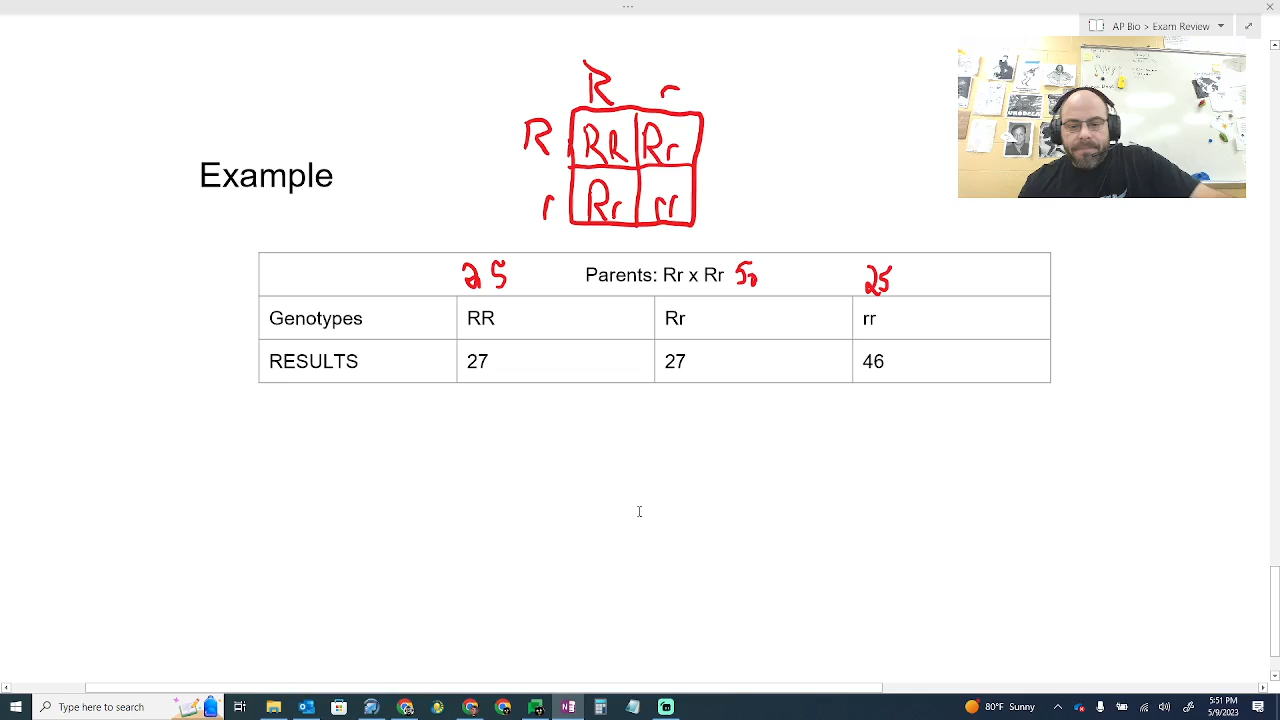 ...
AP Bio > Exam Review
R r
R RR Rr
Example
r Rr rr
25 Parents: Rr x Rr 50 25
Genotypes RR Rr rr
RESULTS 27 27 46
Type here to search
80°F Sunny
5:51 PM
5/9/2023